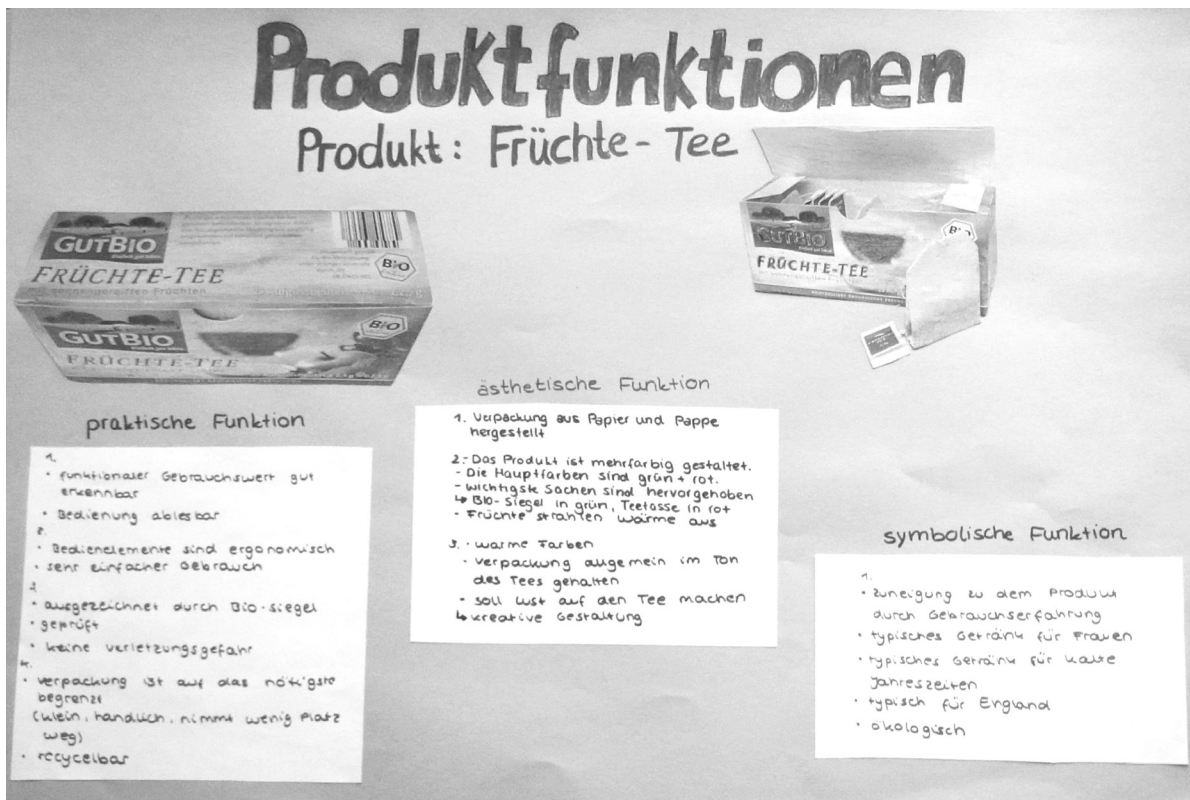 Produktfunktionen
Produkt: Früchte-Tee
GUTBIO
FRÜCHTE-TEE
BIO
GUTBIO
FRÜCHTE-TEE
BIO
GUTBIO
FRÜCHTE-TEE
praktische Funktion
1.
• funktionaler Gebrauchswert gut
erkennbar
• Bedienung ablesbar
2.
• Bedienelemente sind ergonomisch
• sehr einfacher Gebrauch
3.
• ausgezeichnet durch Bio-Siegel
• geprüft
• keine Verletzungsgefahr
4.
• Verpackung ist auf das nötigste
begrenzt
(klein, handlich, nimmt wenig Platz
weg)
• recycelbar
ästhetische Funktion
1. Verpackung aus Papier und Pappe
hergestellt
2.- Das Produkt ist mehrfarbig gestaltet.
- Die Hauptfarben sind grün + rot.
- wichtigste Sachen sind hervorgehoben
↳ Bio-Siegel in grün, Teetasse in rot
- Früchte strahlen Wärme aus
3. • warme Farben
• Verpackung allgemein im Ton
des Tees gehalten
• soll Lust auf den Tee machen
↳ kreative Gestaltung
symbolische Funktion
1.
• Zuneigung zu dem Produkt
durch Gebrauchserfahrung
• typisches Getränk für Frauen
• typisches Getränk für kalte
Jahreszeiten
• typisch für England
• ökologisch